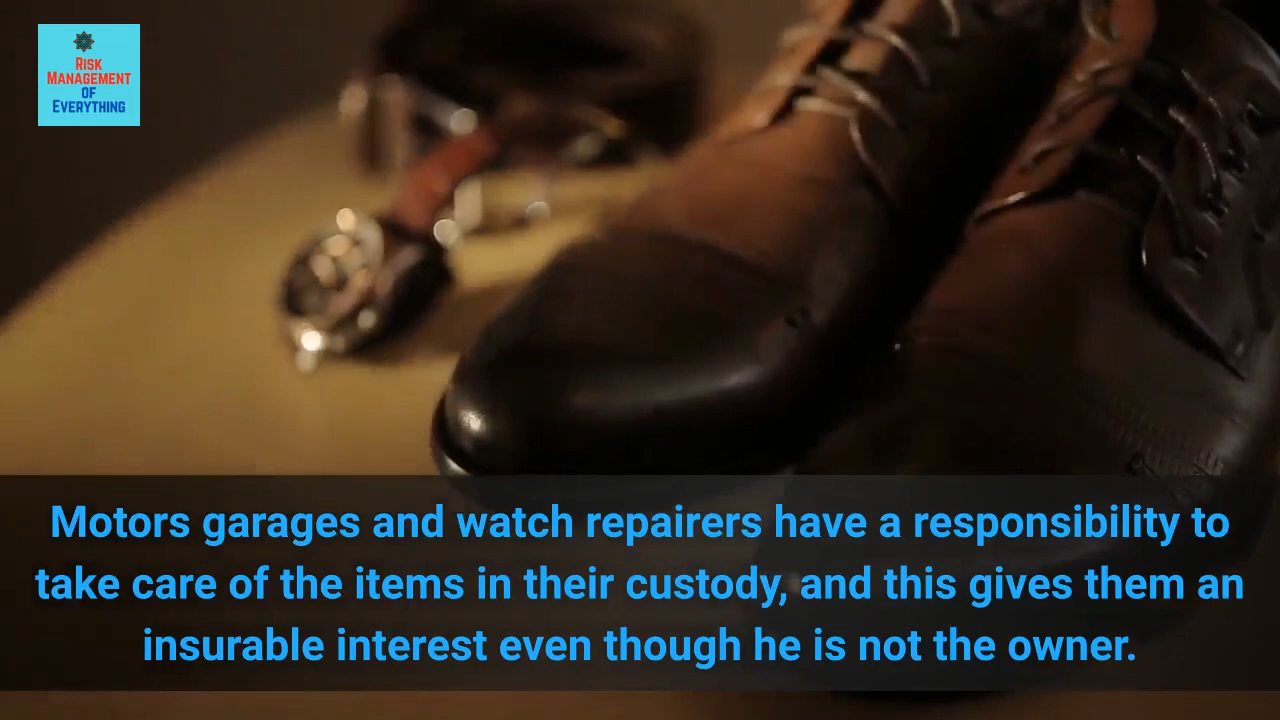 Risk
Management
of
Everything
Motors garages and watch repairers have a responsibility to
take care of the items in their custody, and this gives them an
insurable interest even though he is not the owner.